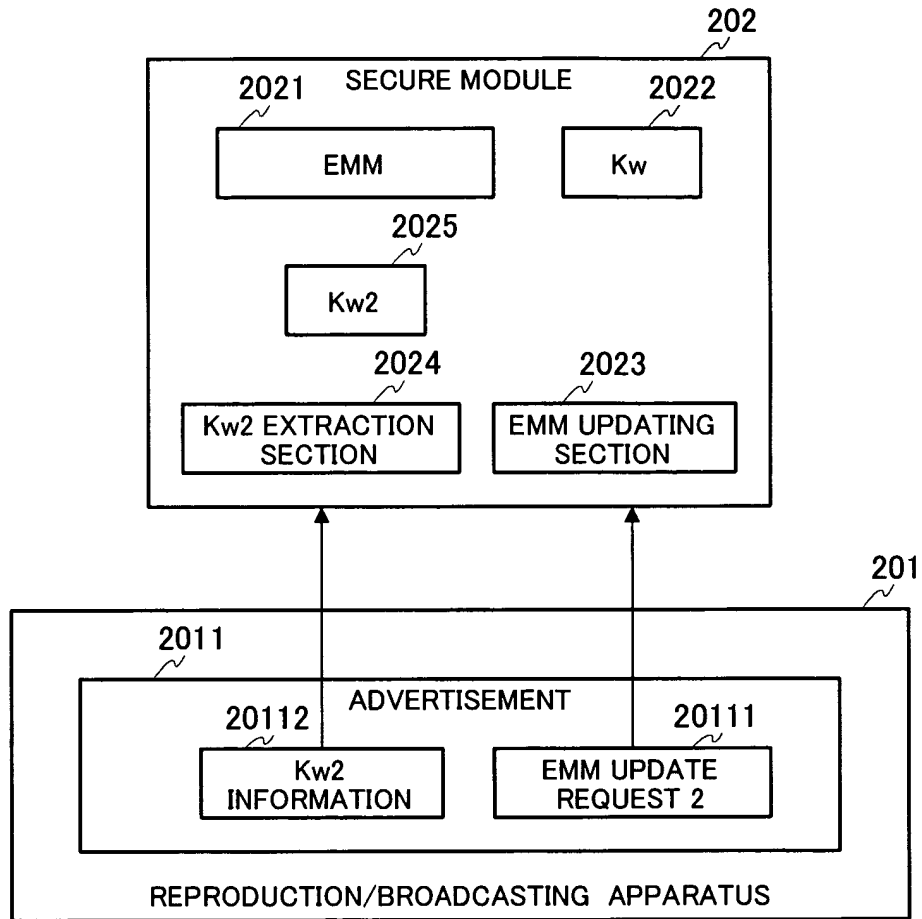 202
SECURE MODULE
2021
2022
EMM
Kw
2025
Kw2
2024
2023
Kw2 EXTRACTION
SECTION
EMM UPDATING
SECTION
201
2011
ADVERTISEMENT
20112
20111
Kw2
INFORMATION
EMM UPDATE
REQUEST 2
REPRODUCTION/BROADCASTING APPARATUS